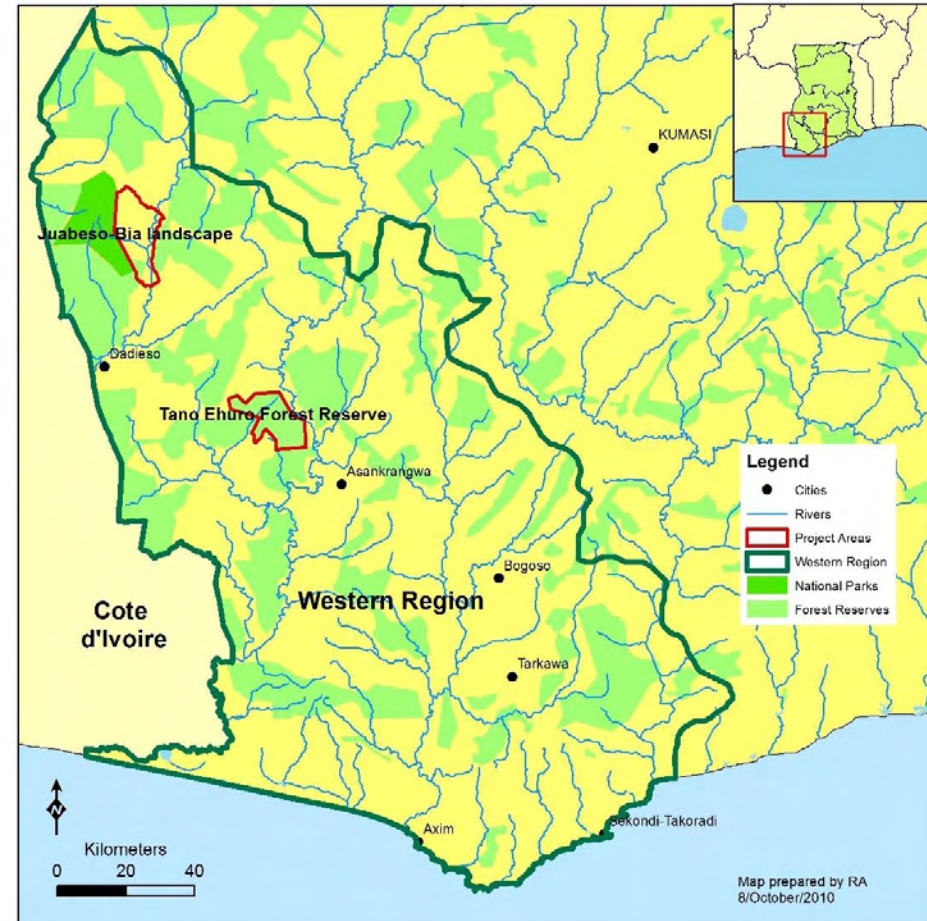 KUMASI
Juabeso-Bia landscape
Dadieso
Tano Ehuro Forest Reserve
Asankrangwa
Legend
Cities
Rivers
Project Areas
Western Region
National Parks
Forest Reserves
Bogoso
Western Region
Cote
d'Ivoire
Tarkawa
N
Axim
Sekondi-Takoradi
Kilometers
0 20 40
Map prepared by RA
8/October/2010